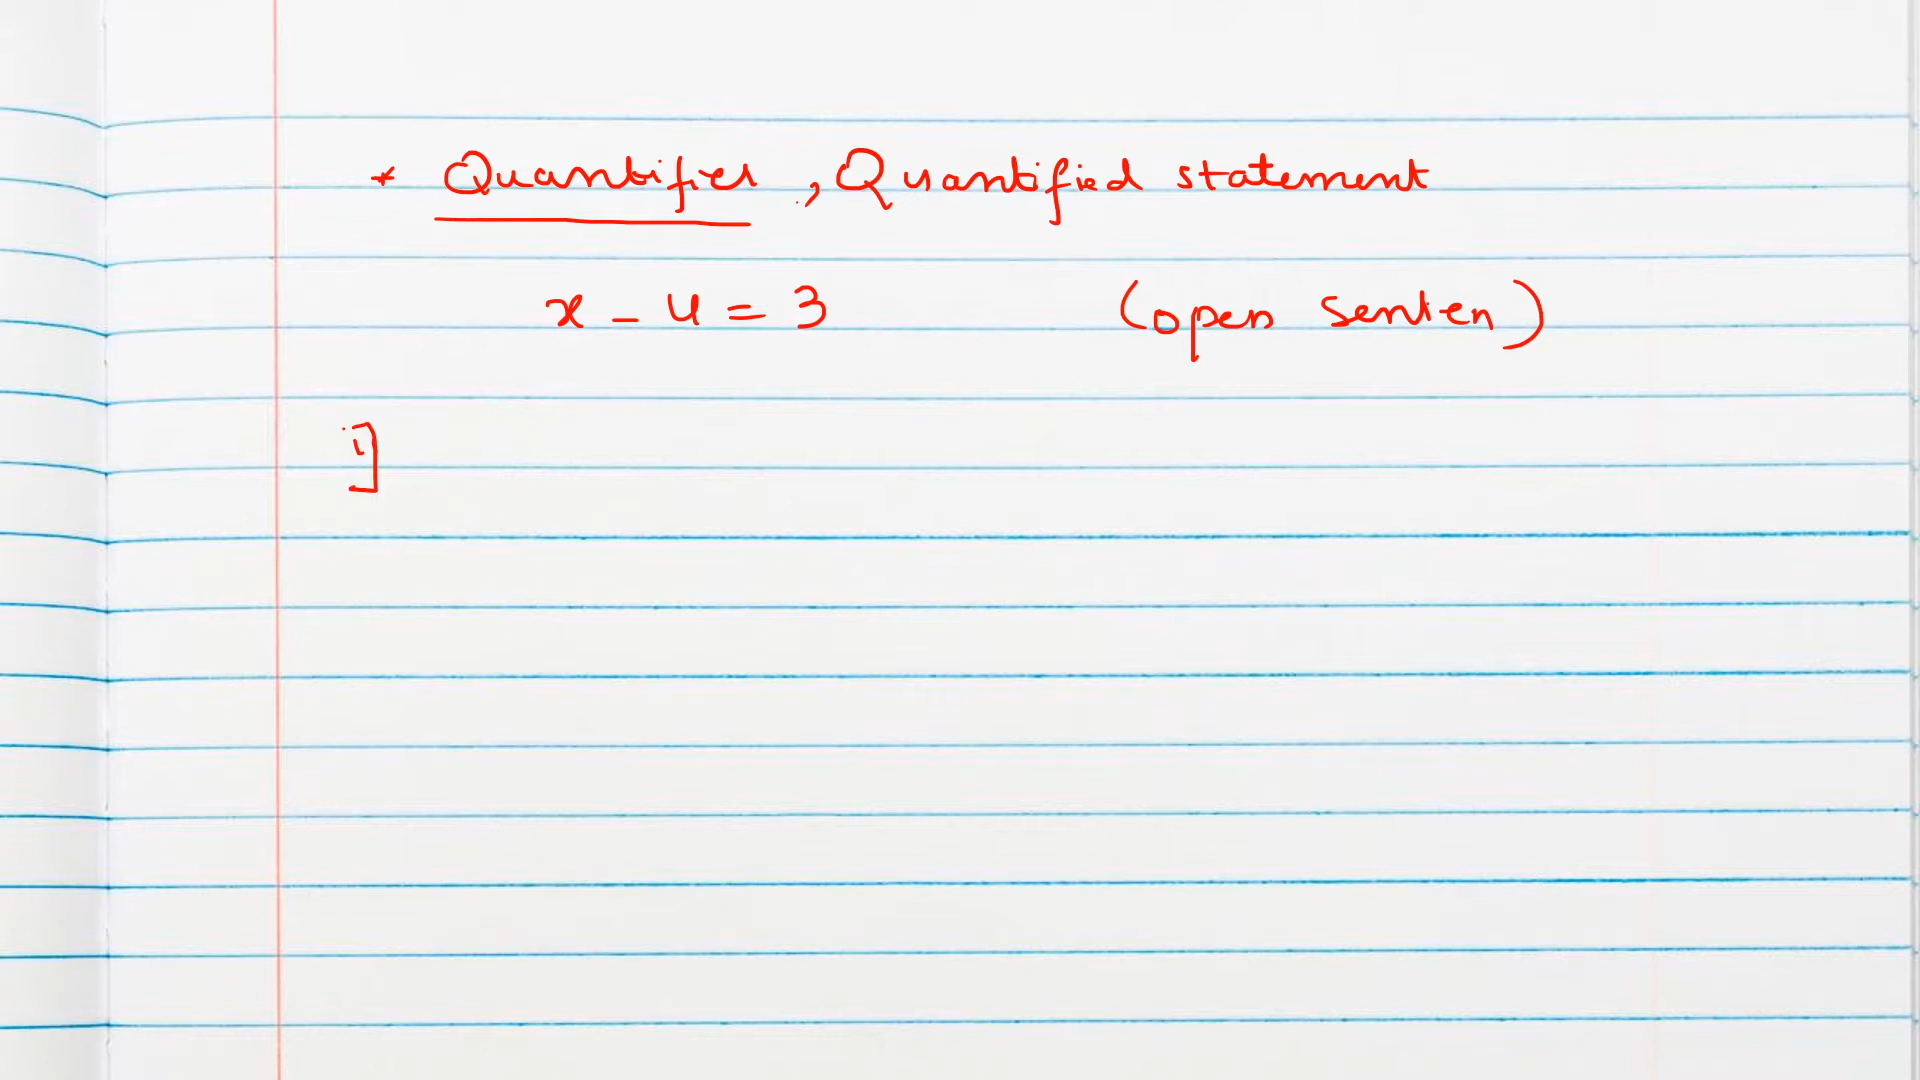 * Quantifier , Quantified statement
x - 4 = 3 (open senten)
i]